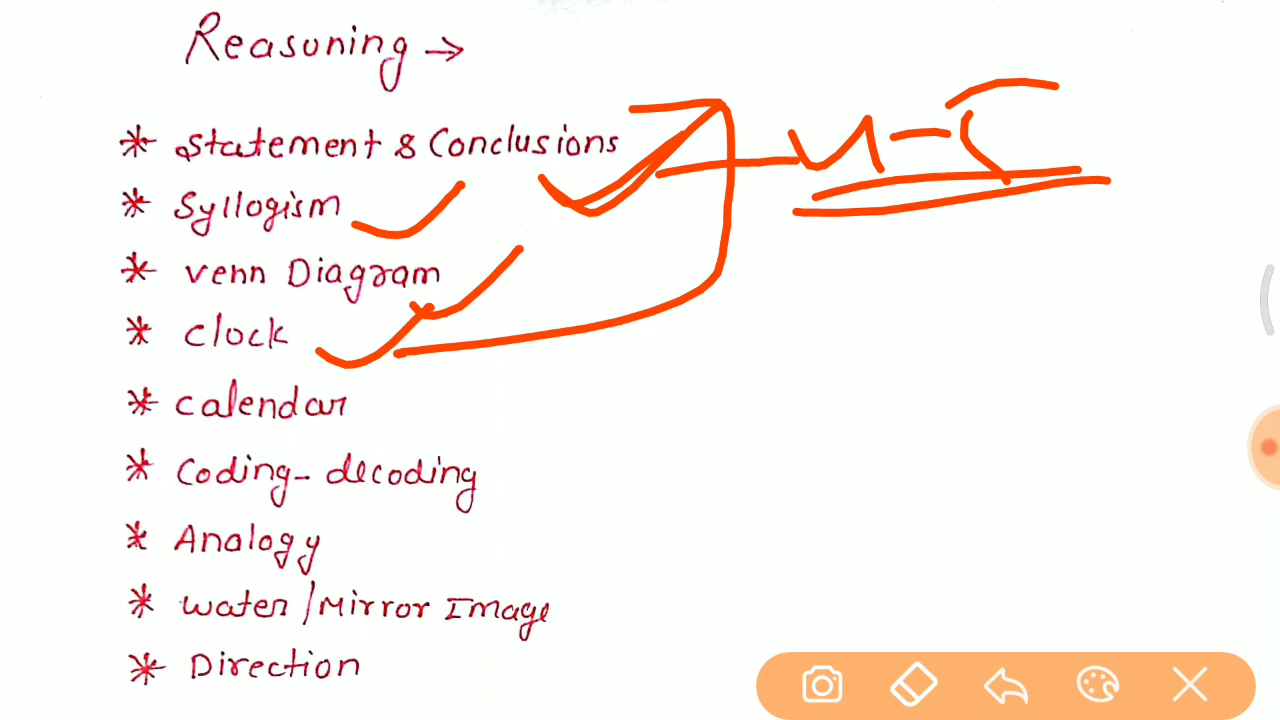 Reasoning →
* Statement & Conclusions
* Syllogism
* Venn Diagram
* Clock
* Calendar
* Coding-decoding
* Analogy
* Water/Mirror Image
* Direction